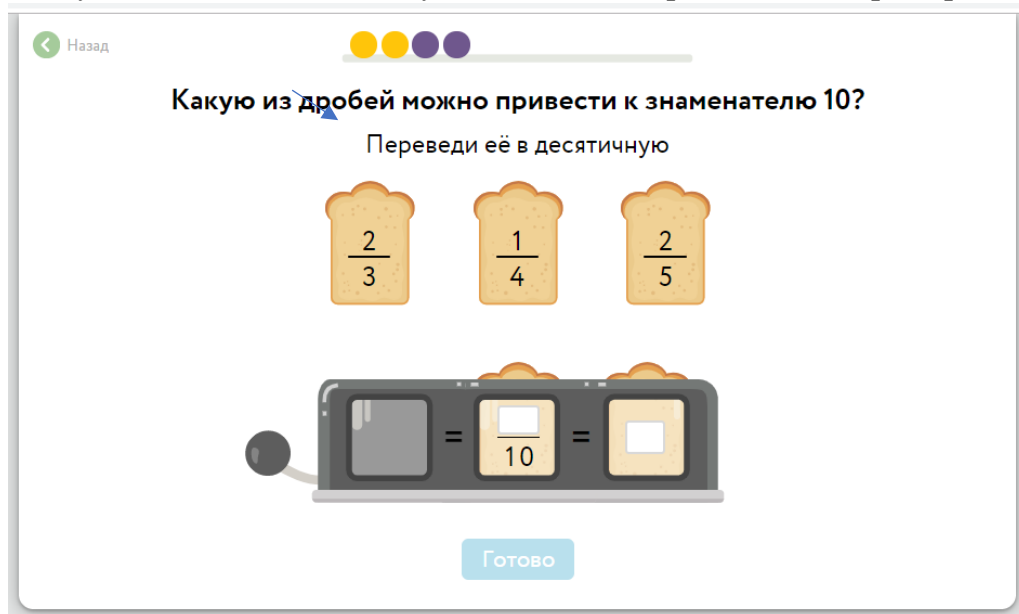 Назад
Какую из дробей можно привести к знаменателю 10?
Переведи её в десятичную
2 1 2
3 4 5
= =
10
Готово